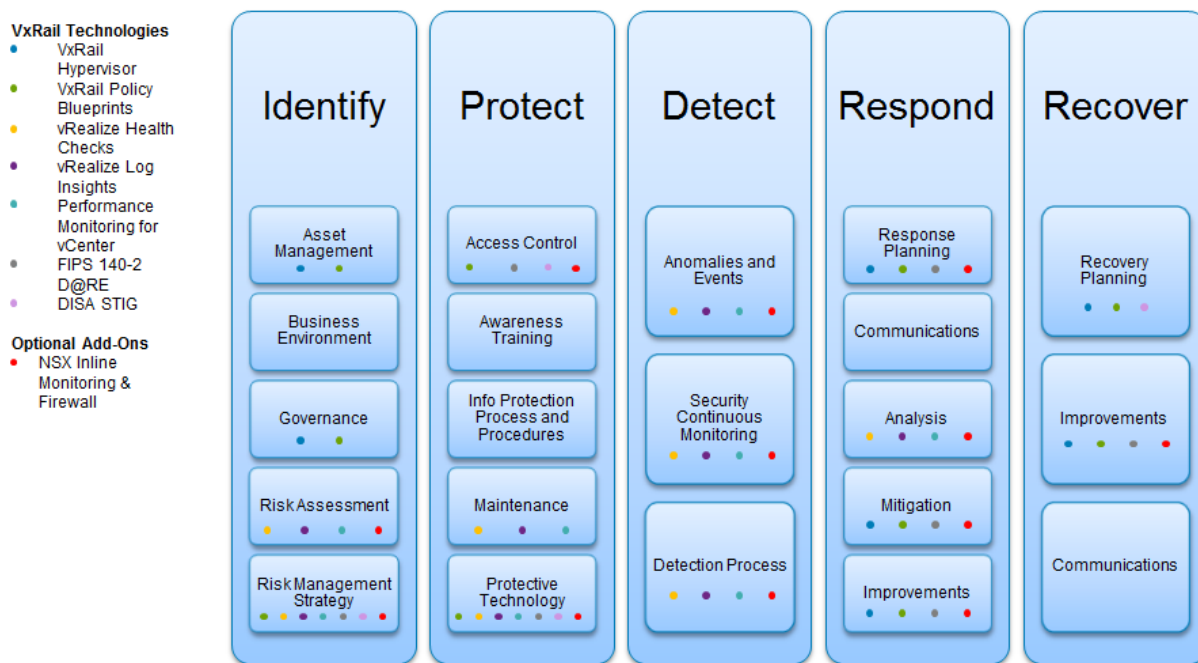 VxRail Technologies
VxRail
Hypervisor
VxRail Policy
Blueprints
vRealize Health
Checks
vRealize Log
Insights
Performance
Monitoring for
vCenter
FIPS 140-2
D@RE
DISA STIG
Optional Add-Ons
NSX Inline
Monitoring &
Firewall
Identify
Asset
Management
Business
Environment
Governance
Risk Assessment
Risk Management
Strategy
Protect
Access Control
Awareness
Training
Info Protection
Process and
Procedures
Maintenance
Protective
Technology
Detect
Anomalies and
Events
Security
Continuous
Monitoring
Detection Process
Respond
Response
Planning
Communications
Analysis
Mitigation
Improvements
Recover
Recovery
Planning
Improvements
Communications